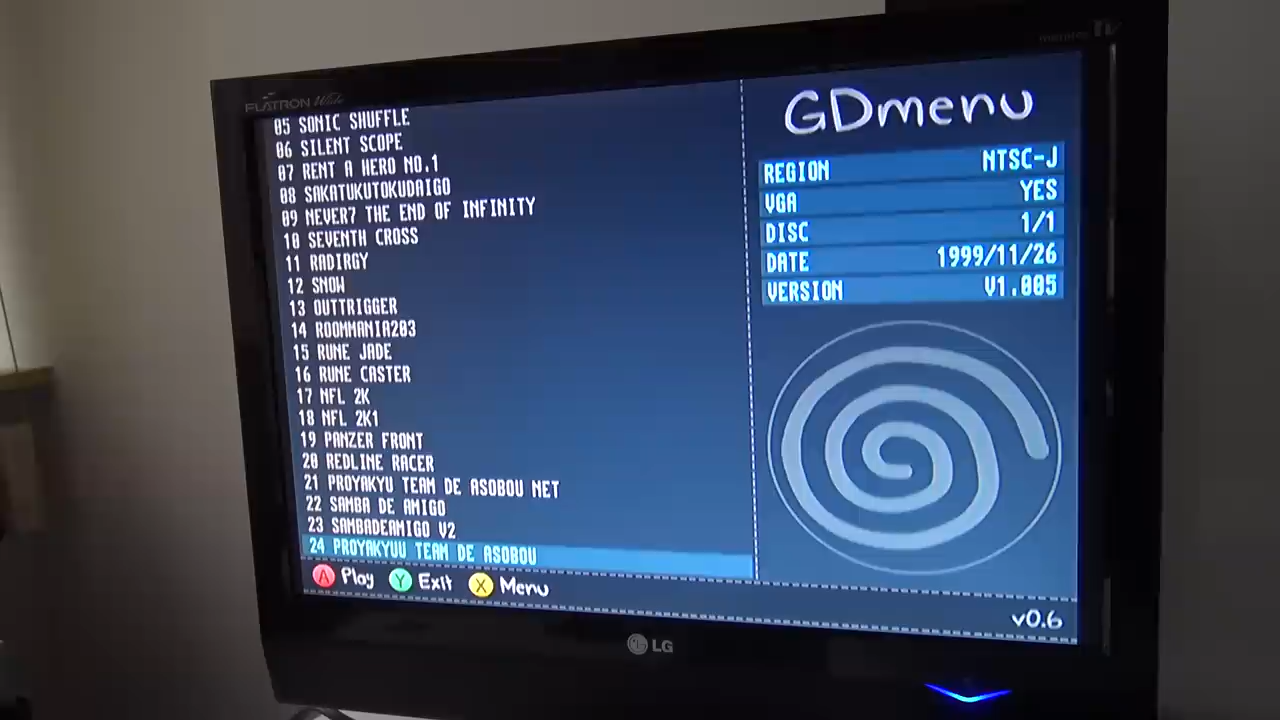 FLATRON Wide
05 SONIC SHUFFLE
06 SILENT SCOPE
07 RENT A HERO NO.1
08 SAKATUKUTOKUDAIGO
09 NEVER7 THE END OF INFINITY
10 SEVENTH CROSS
11 RADIRGY
12 SNOW
13 OUTTRIGGER
14 ROOMMANIA203
15 RUNE JADE
16 RUNE CASTER
17 NFL 2K
18 NFL 2K1
19 PANZER FRONT
20 REDLINE RACER
21 PROYAKYU TEAM DE ASOBOU NET
22 SAMBA DE AMIGO
23 SAMBADEAMIGO V2
24 PROYAKYUU TEAM DE ASOBOU
A Play Y Exit X Menu
GDmenu
REGION NTSC-J
VGA YES
DISC 1/1
DATE 1999/11/26
VERSION V1.005
v0.6
LG